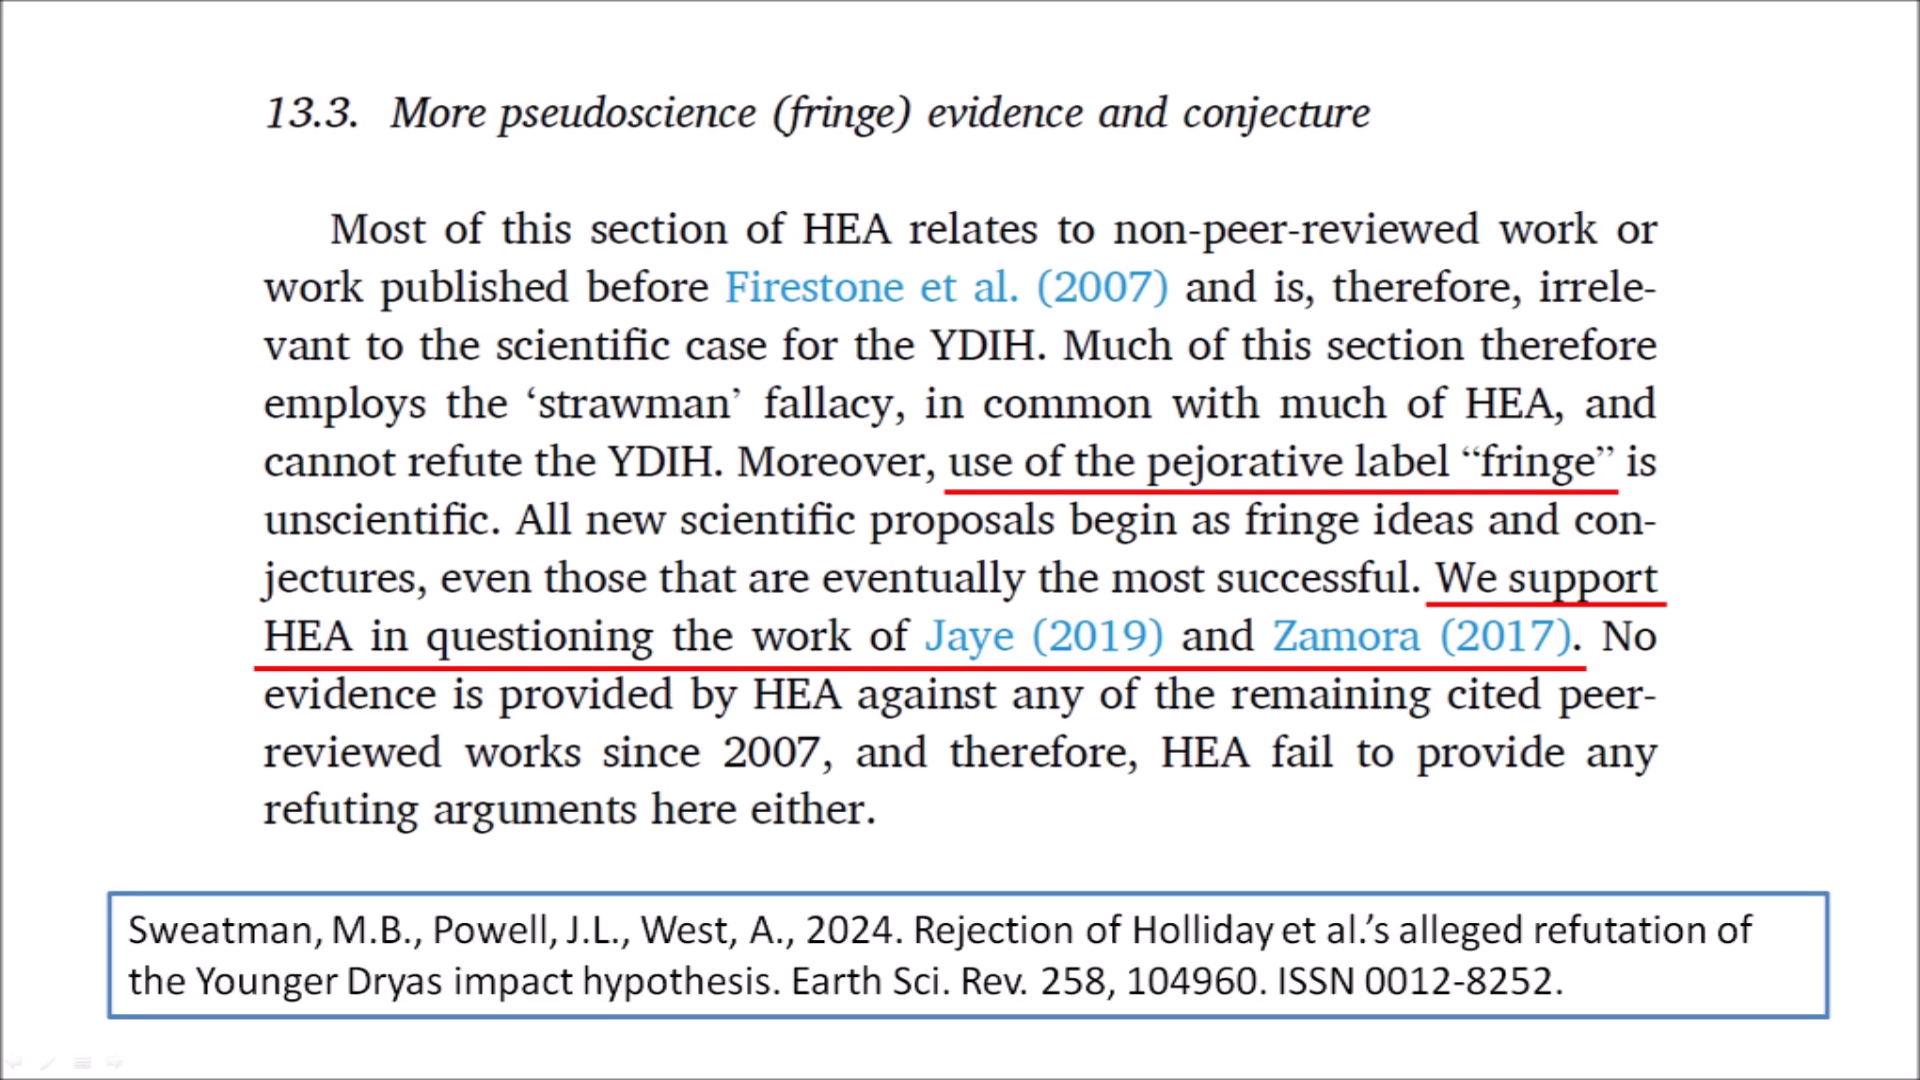 13.3. More pseudoscience (fringe) evidence and conjecture
Most of this section of HEA relates to non-peer-reviewed work or
work published before Firestone et al. (2007) and is, therefore, irrele-
vant to the scientific case for the YDIH. Much of this section therefore
employs the ‘strawman’ fallacy, in common with much of HEA, and
cannot refute the YDIH. Moreover, use of the pejorative label “fringe” is
unscientific. All new scientific proposals begin as fringe ideas and con-
jectures, even those that are eventually the most successful. We support
HEA in questioning the work of Jaye (2019) and Zamora (2017). No
evidence is provided by HEA against any of the remaining cited peer-
reviewed works since 2007, and therefore, HEA fail to provide any
refuting arguments here either.
Sweatman, M.B., Powell, J.L., West, A., 2024. Rejection of Holliday et al.’s alleged refutation of
the Younger Dryas impact hypothesis. Earth Sci. Rev. 258, 104960. ISSN 0012-8252.